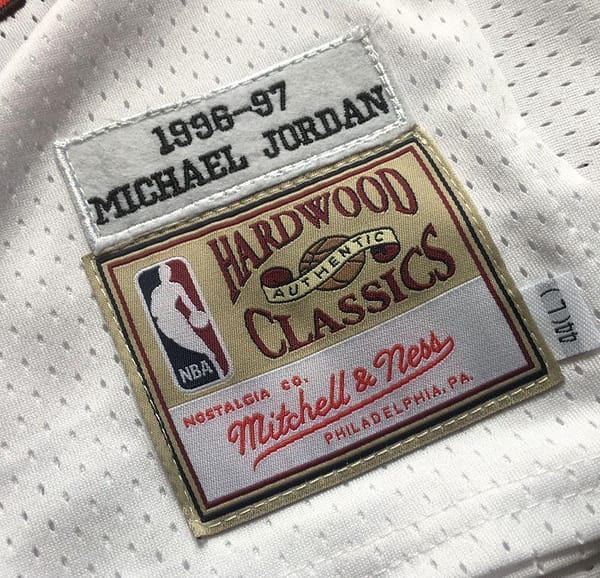 1996-97
MICHAEL JORDAN
HARDWOOD
AUTHENTIC
CLASSICS
NBA
NOSTALGIA CO.
Mitchell & Ness
PHILADELPHIA, PA.
44(L)